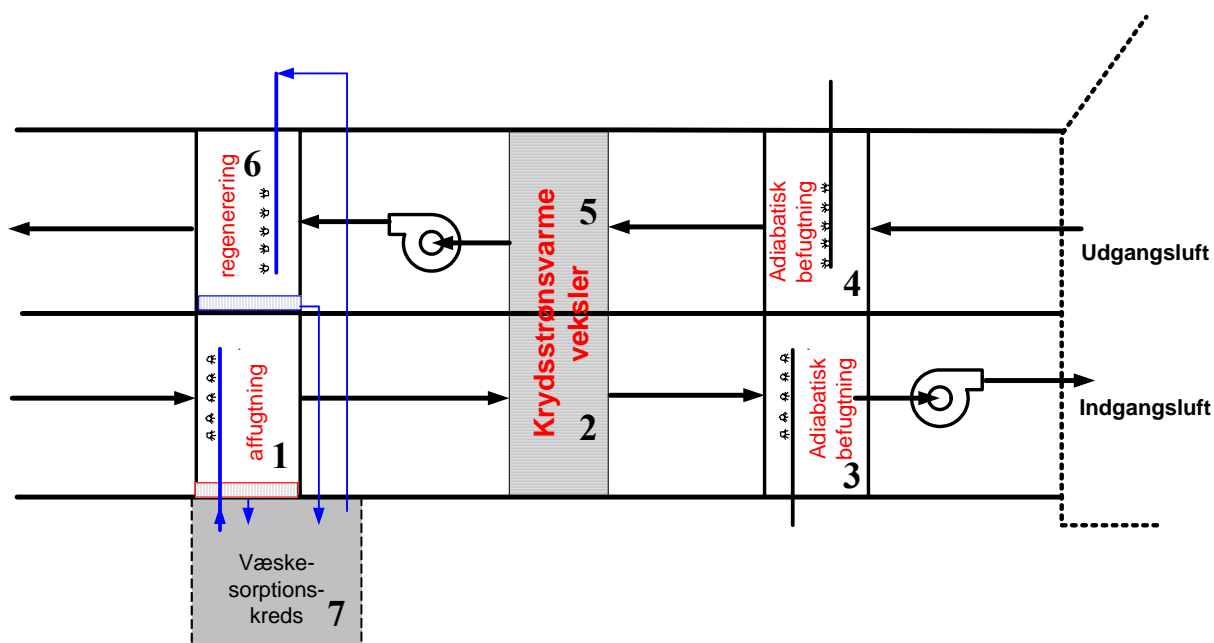 regenerering
6
Krydsstrønsvarme
veksler
5
2
Adiabatisk
befugtning
4
Udgangsluft
affugtning
1
Adiabatisk
befugtning
3
Indgangsluft
Væske-
sorptions-
kreds
7